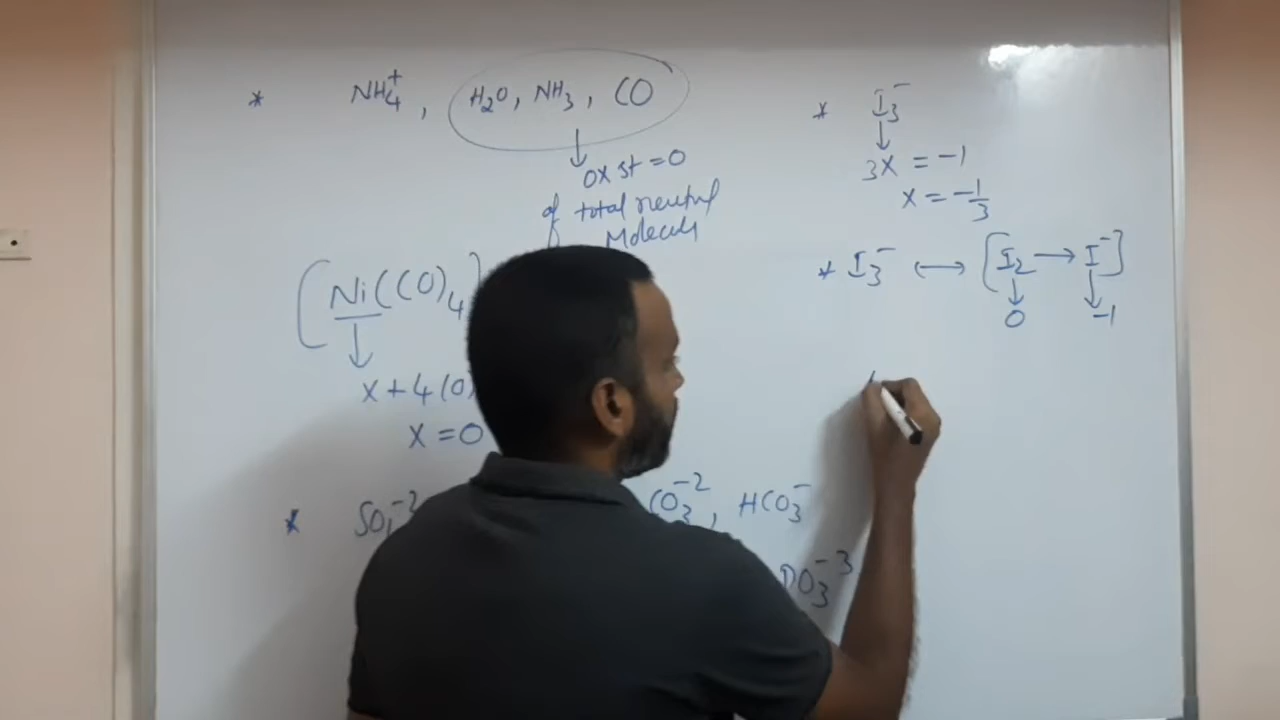 * NH₄⁺, H₂O, NH₃, CO
↓
OX st = 0
of total neutral
Molecule
[Ni(CO)₄]
↓
x + 4(0)
x = 0
* SO₄⁻² CO₃⁻², HCO₃⁻
PO₃⁻³
* I₃⁻
↓
3x = -1
x = -1/3
* I₃⁻ ↔ [I₂ → I⁻]
↓ ↓
0 -1